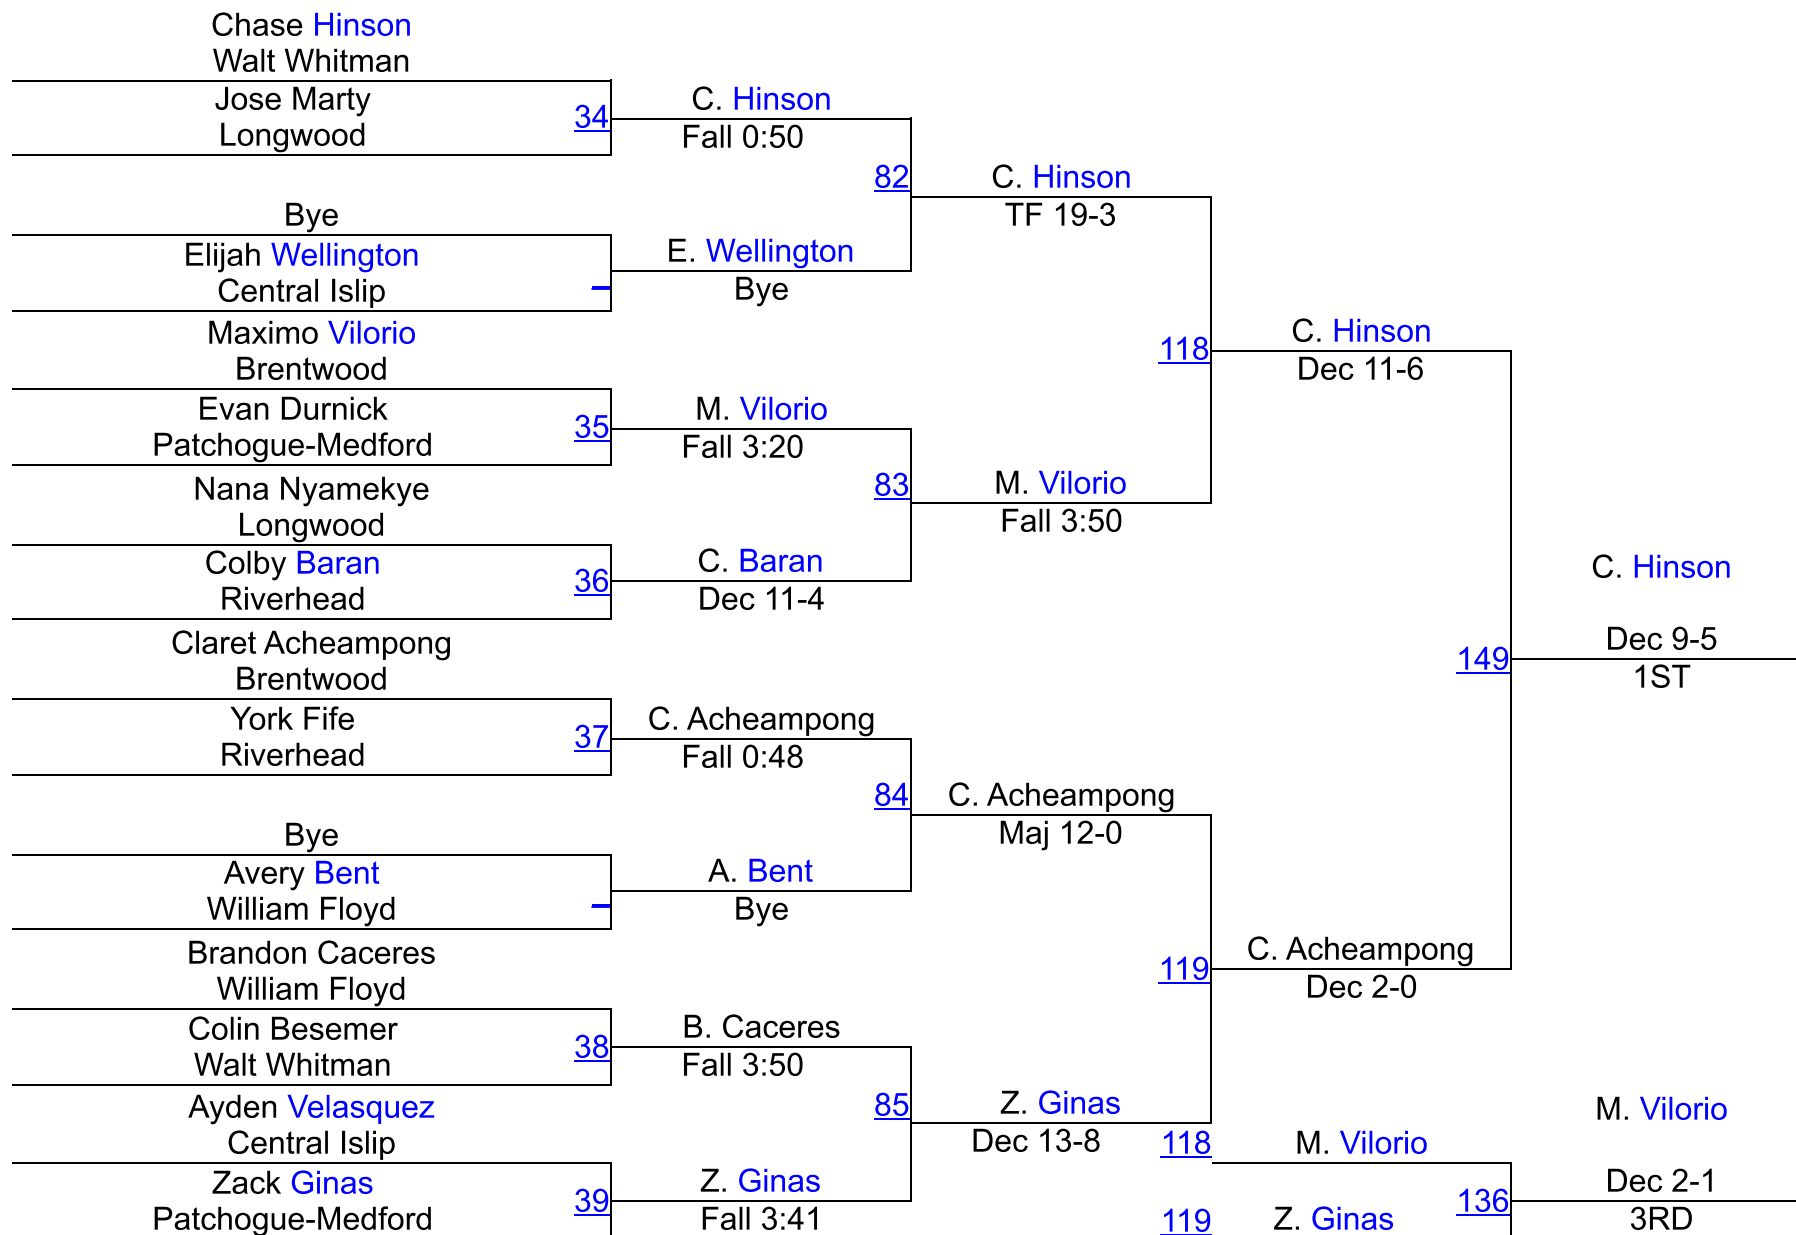 Chase Hinson
Walt Whitman
Jose Marty
Longwood
34
C. Hinson
Fall 0:50
82
C. Hinson
TF 19-3
Bye
Elijah Wellington
Central Islip
E. Wellington
Bye
118
C. Hinson
Dec 11-6
Maximo Vilorio
Brentwood
Evan Durnick
Patchogue-Medford
35
M. Vilorio
Fall 3:20
83
M. Vilorio
Fall 3:50
Nana Nyamekye
Longwood
Colby Baran
Riverhead
36
C. Baran
Dec 11-4
149
C. Hinson
Dec 9-5
1ST
Claret Acheampong
Brentwood
York Fife
Riverhead
37
C. Acheampong
Fall 0:48
84
C. Acheampong
Maj 12-0
Bye
Avery Bent
William Floyd
A. Bent
Bye
119
C. Acheampong
Dec 2-0
Brandon Caceres
William Floyd
Colin Besemer
Walt Whitman
38
B. Caceres
Fall 3:50
85
Z. Ginas
Dec 13-8
Ayden Velasquez
Central Islip
Zack Ginas
Patchogue-Medford
39
Z. Ginas
Fall 3:41
118
M. Vilorio
119
Z. Ginas
136
M. Vilorio
Dec 2-1
3RD